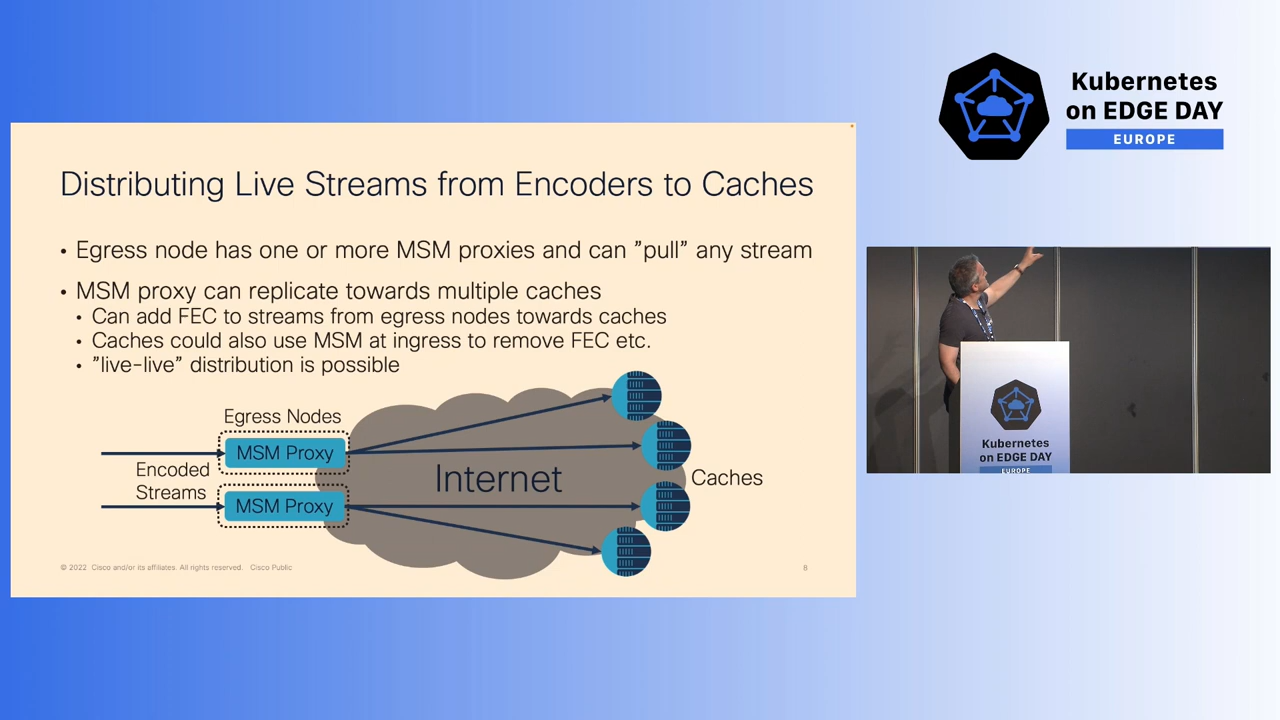 Kubernetes
on EDGE DAY
EUROPE
Distributing Live Streams from Encoders to Caches
• Egress node has one or more MSM proxies and can ”pull” any stream
• MSM proxy can replicate towards multiple caches
• Can add FEC to streams from egress nodes towards caches
• Caches could also use MSM at ingress to remove FEC etc.
• ”live-live” distribution is possible
Egress Nodes
MSM Proxy
Encoded
Streams
MSM Proxy
Internet
Caches
© 2022 Cisco and/or its affiliates. All rights reserved. Cisco Public
6
Kubernetes
on EDGE DAY
EUROPE